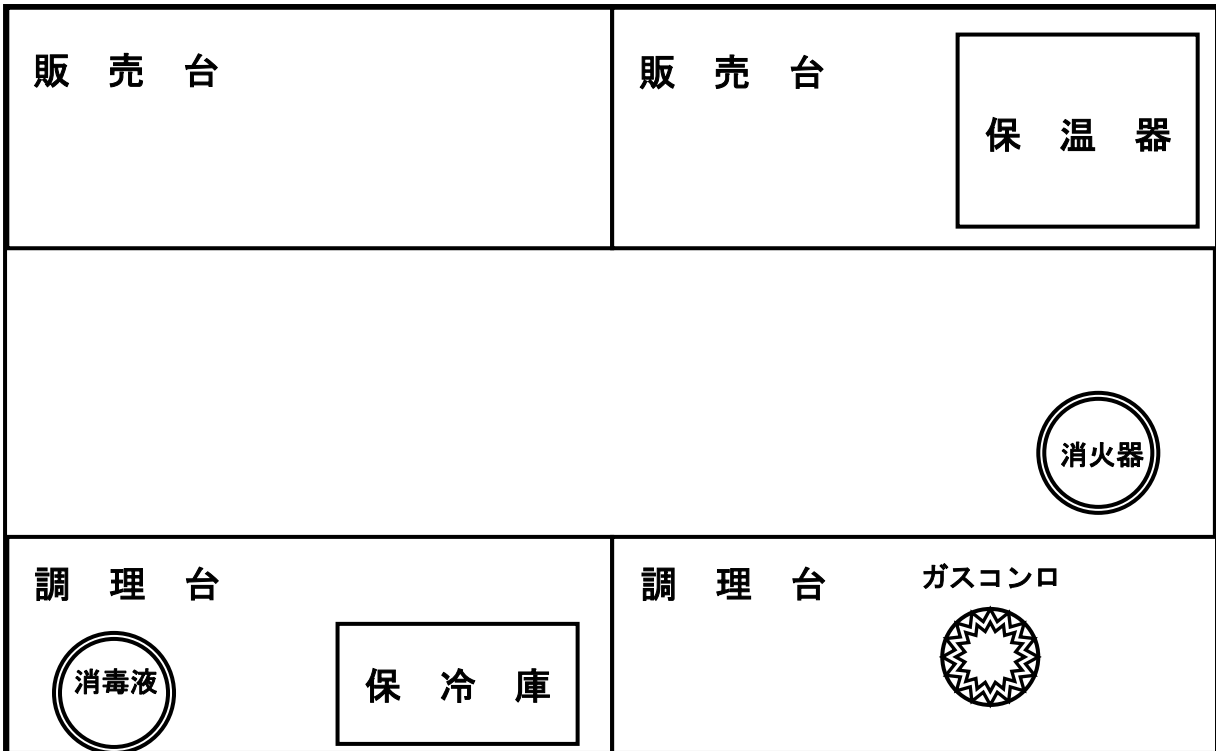 販 売 台
販 売 台
保 温 器
消火器
調 理 台
調 理 台
ガスコンロ
消毒液
保 冷 庫